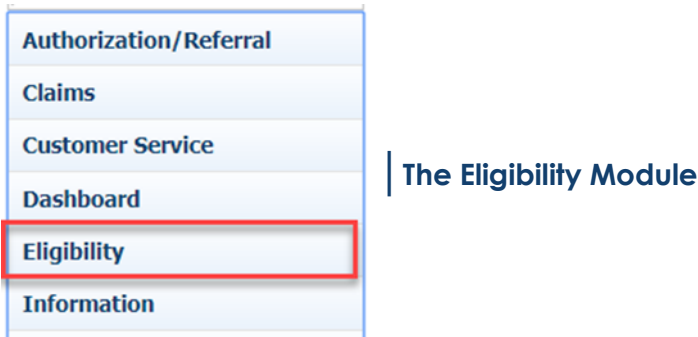 Authorization/Referral
Claims
Customer Service
Dashboard
Eligibility
Information
The Eligibility Module